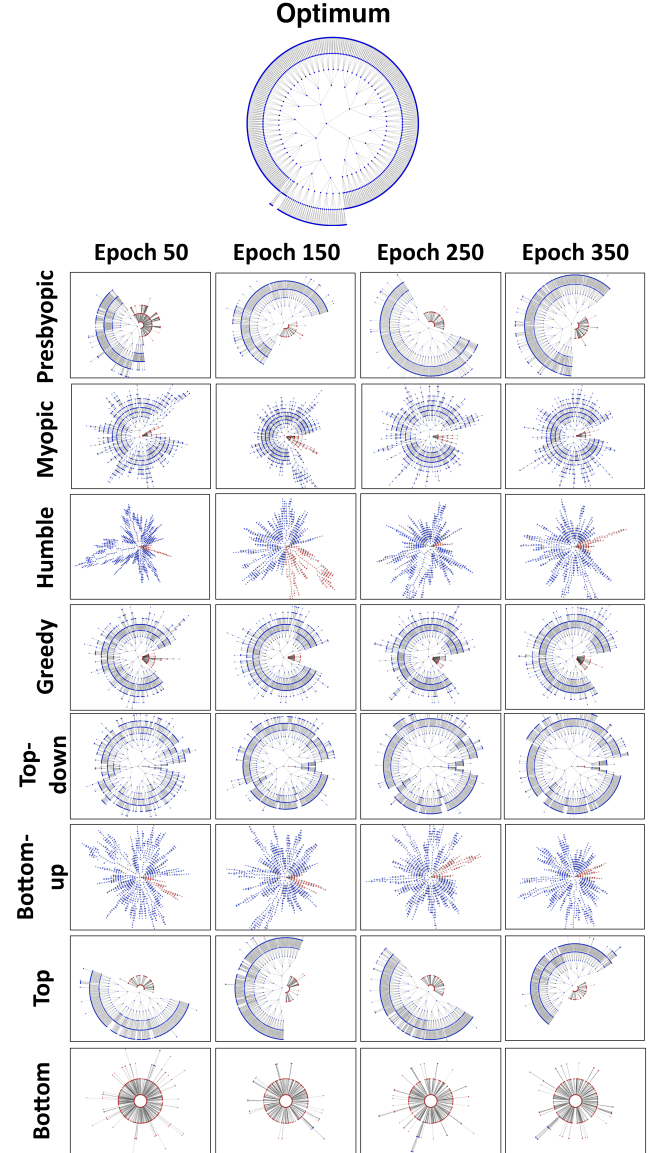 Optimum
Epoch 50 Epoch 150 Epoch 250 Epoch 350
Presbyopic
Myopic
Humble
Greedy
Top-
down
Bottom-
up
Top
Bottom